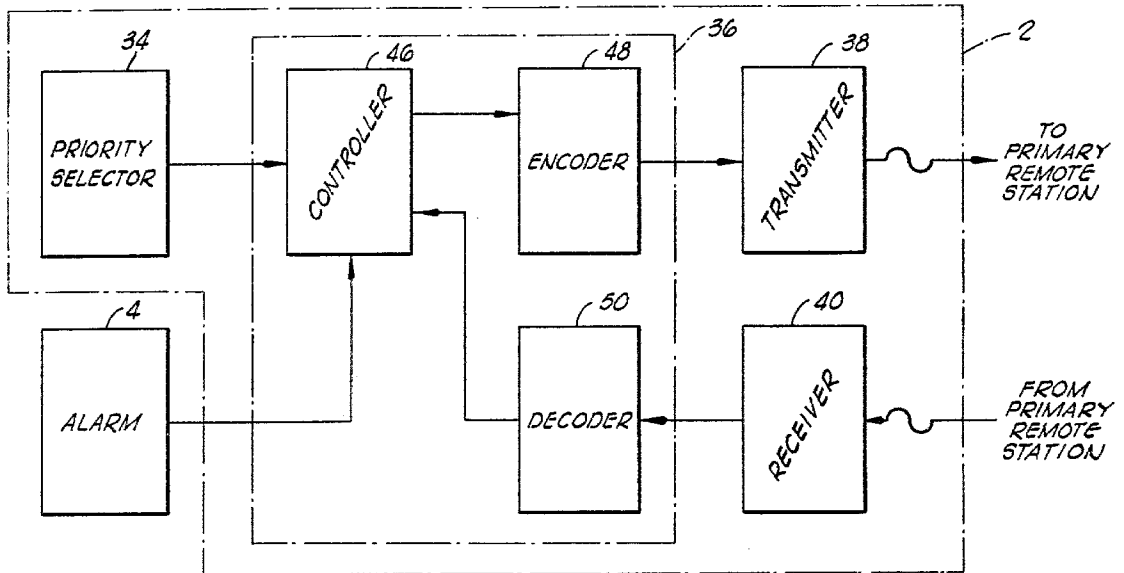 34
46
48
36
38
2
PRIORITY
SELECTOR
CONTROLLER
ENCODER
TRANSMITTER
TO
PRIMARY
REMOTE
STATION
4
50
40
ALARM
DECODER
RECEIVER
FROM
PRIMARY
REMOTE
STATION